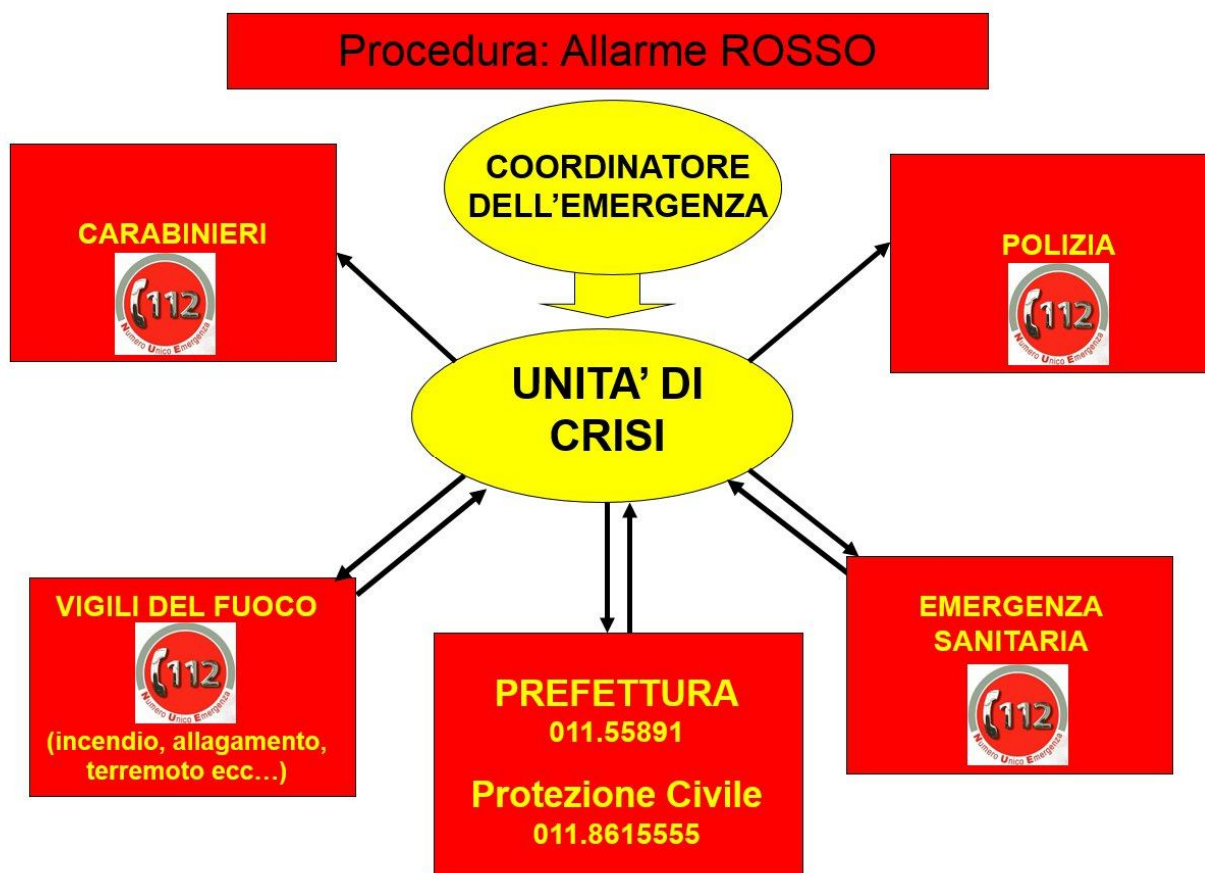 Procedura: Allarme ROSSO
COORDINATORE
DELL'EMERGENZA
CARABINIERI
112
Numero Unico Emergenza
POLIZIA
112
Numero Unico Emergenza
UNITA' DI
CRISI
VIGILI DEL FUOCO
112
Numero Unico Emergenza
(incendio, allagamento,
terremoto ecc...)
PREFETTURA
011.55891
Protezione Civile
011.8615555
EMERGENZA
SANITARIA
112
Numero Unico Emergenza